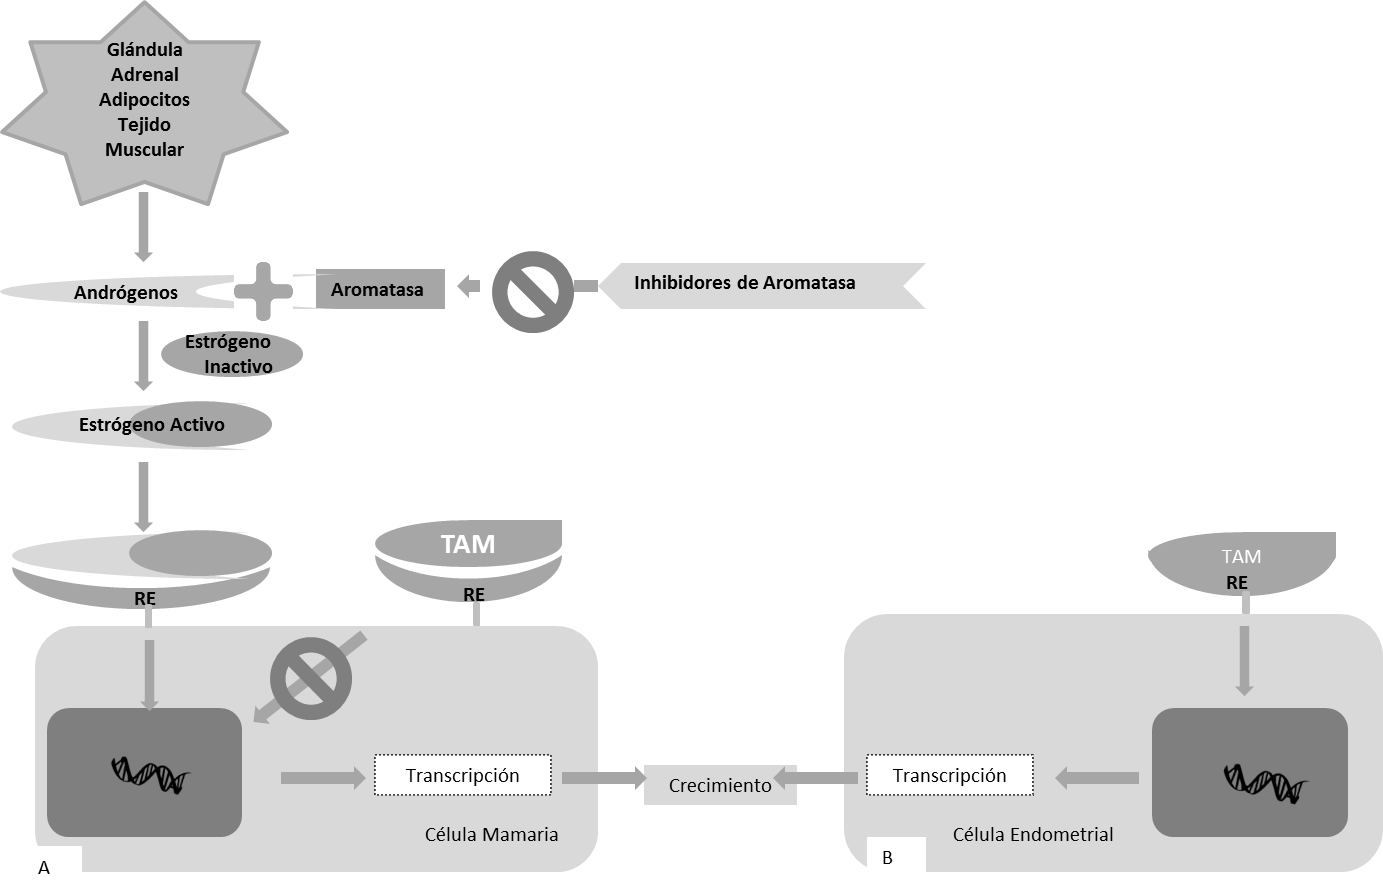 Glándula
Adrenal
Adipocitos
Tejido
Muscular
Andrógenos
Aromatasa
Inhibidores de Aromatasa
Estrógeno
Inactivo
Estrógeno Activo
RE
TAM
RE
TAM
RE
Transcripción
Crecimiento
Transcripción
Célula Mamaria
Célula Endometrial
A
B